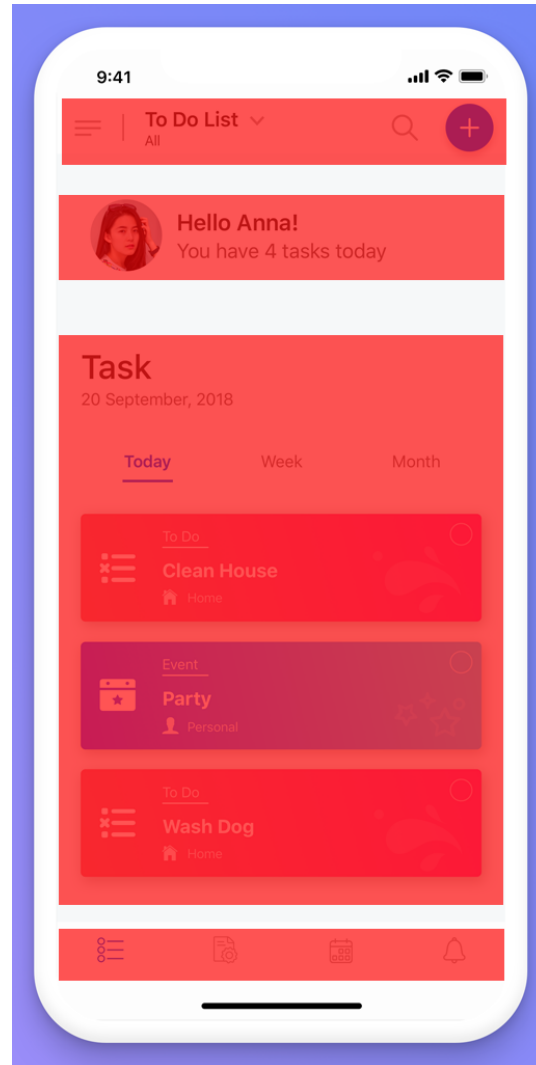 9:41
To Do List
All
Hello Anna!
You have 4 tasks today
Task
20 September, 2018
Today Week Month
To Do
Clean House
Home
Event
Party
Personal
To Do
Wash Dog
Home